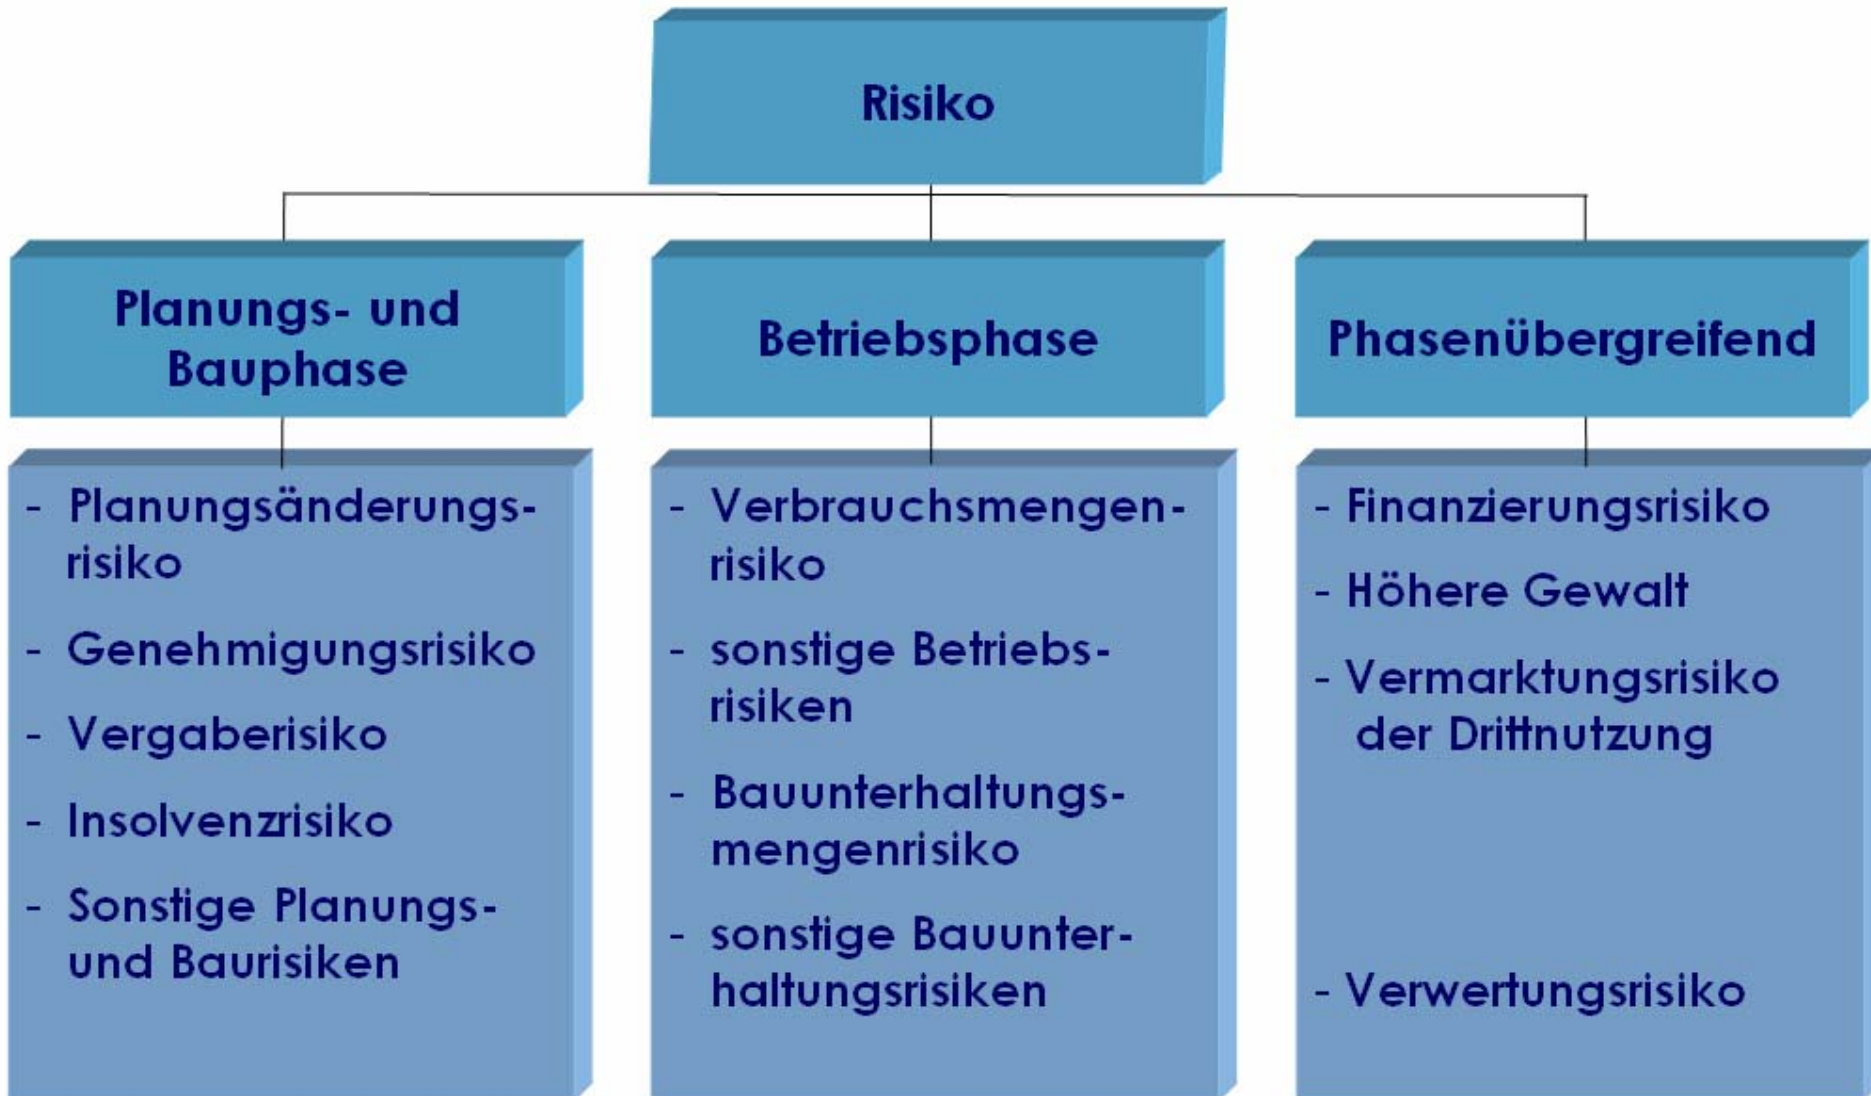 Risiko
Planungs- und
Bauphase
- Planungsänderungs-
risiko
- Genehmigungsrisiko
- Vergaberisiko
- Insolvenzrisiko
- Sonstige Planungs-
und Baurisiken
Betriebsphase
- Verbrauchsmengen-
risiko
- sonstige Betriebs-
risiken
- Bauunterhaltungs-
mengenrisiko
- sonstige Bauunter-
haltungsrisiken
Phasenübergreifend
- Finanzierungsrisiko
- Höhere Gewalt
- Vermarktungsrisiko
der Drittnutzung
- Verwertungsrisiko